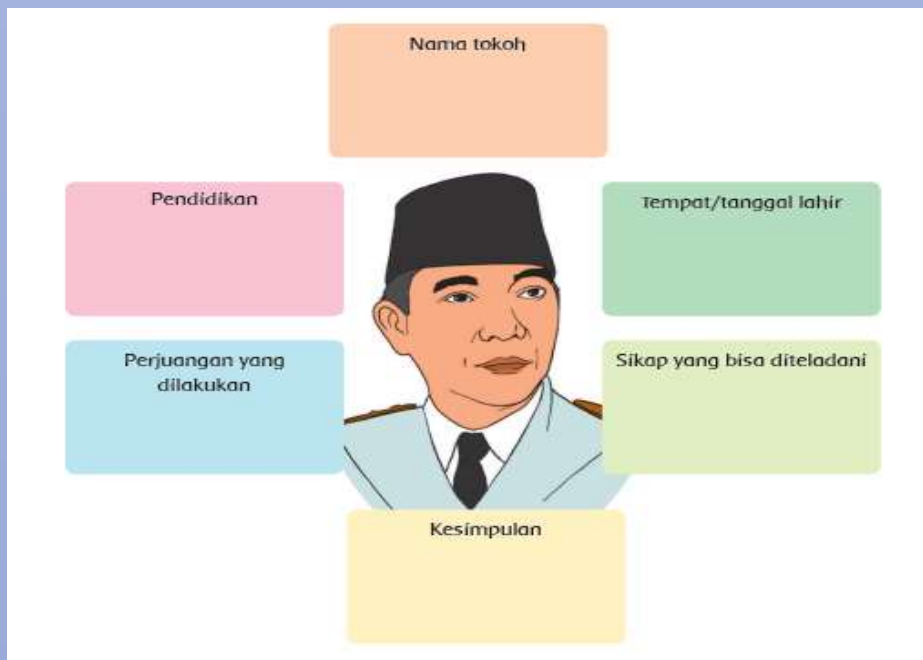 Nama tokoh
Pendidikan
Tempat/tanggal lahir
Perjuangan yang
dilakukan
Sikap yang bisa diteladani
Kesimpulan